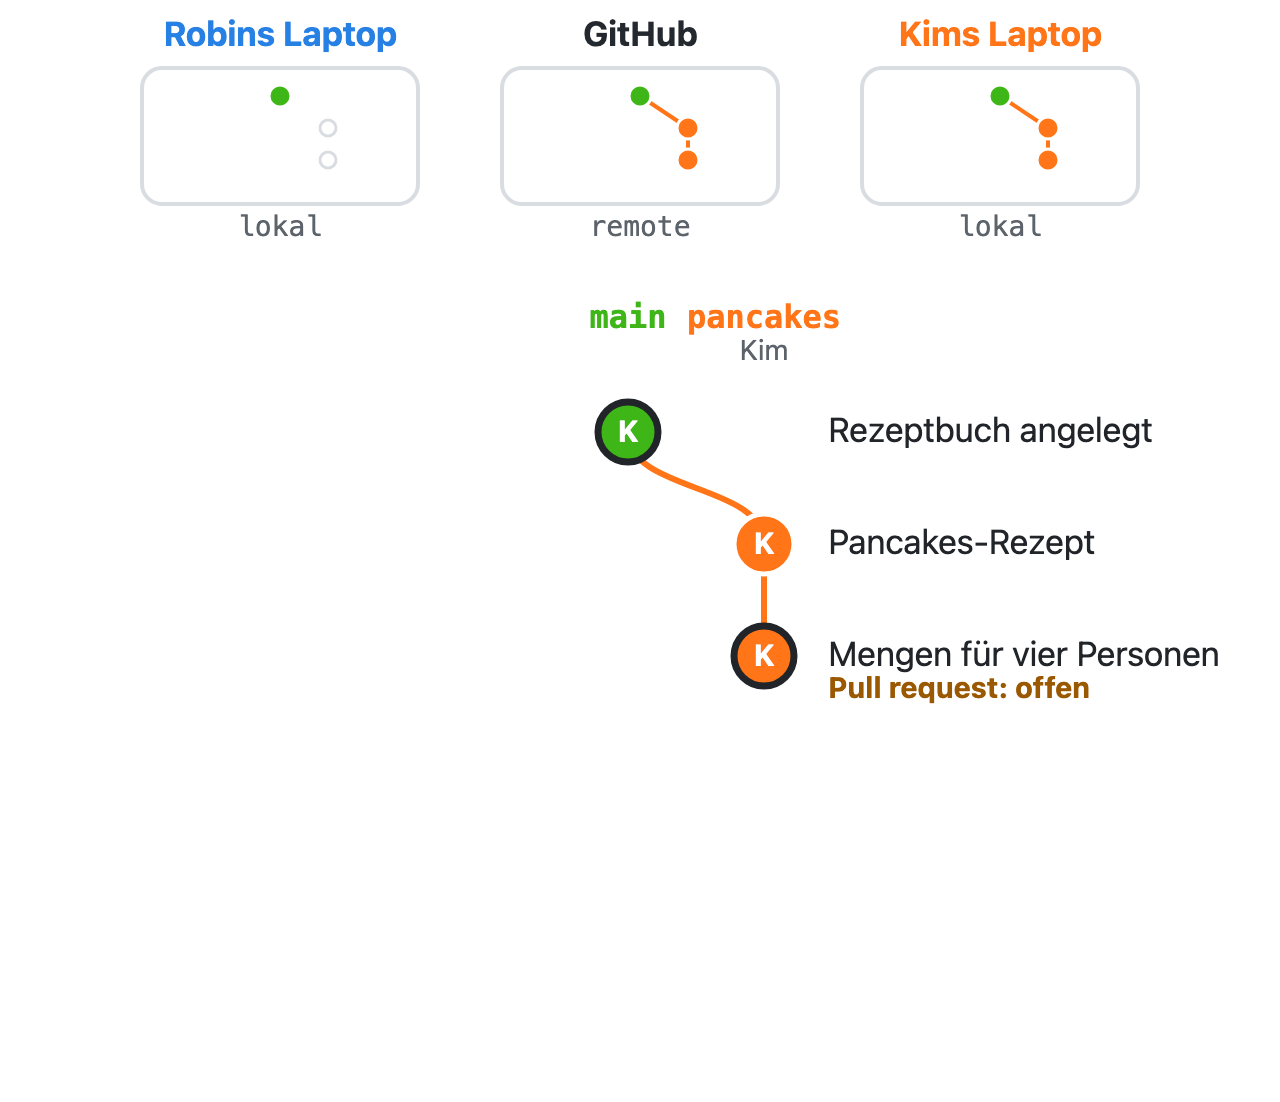 Robins Laptop
GitHub
Kims Laptop
lokal
remote
lokal
main pancakes
Kim
K Rezeptbuch angelegt
K Pancakes-Rezept
K Mengen für vier Personen
Pull request: offen